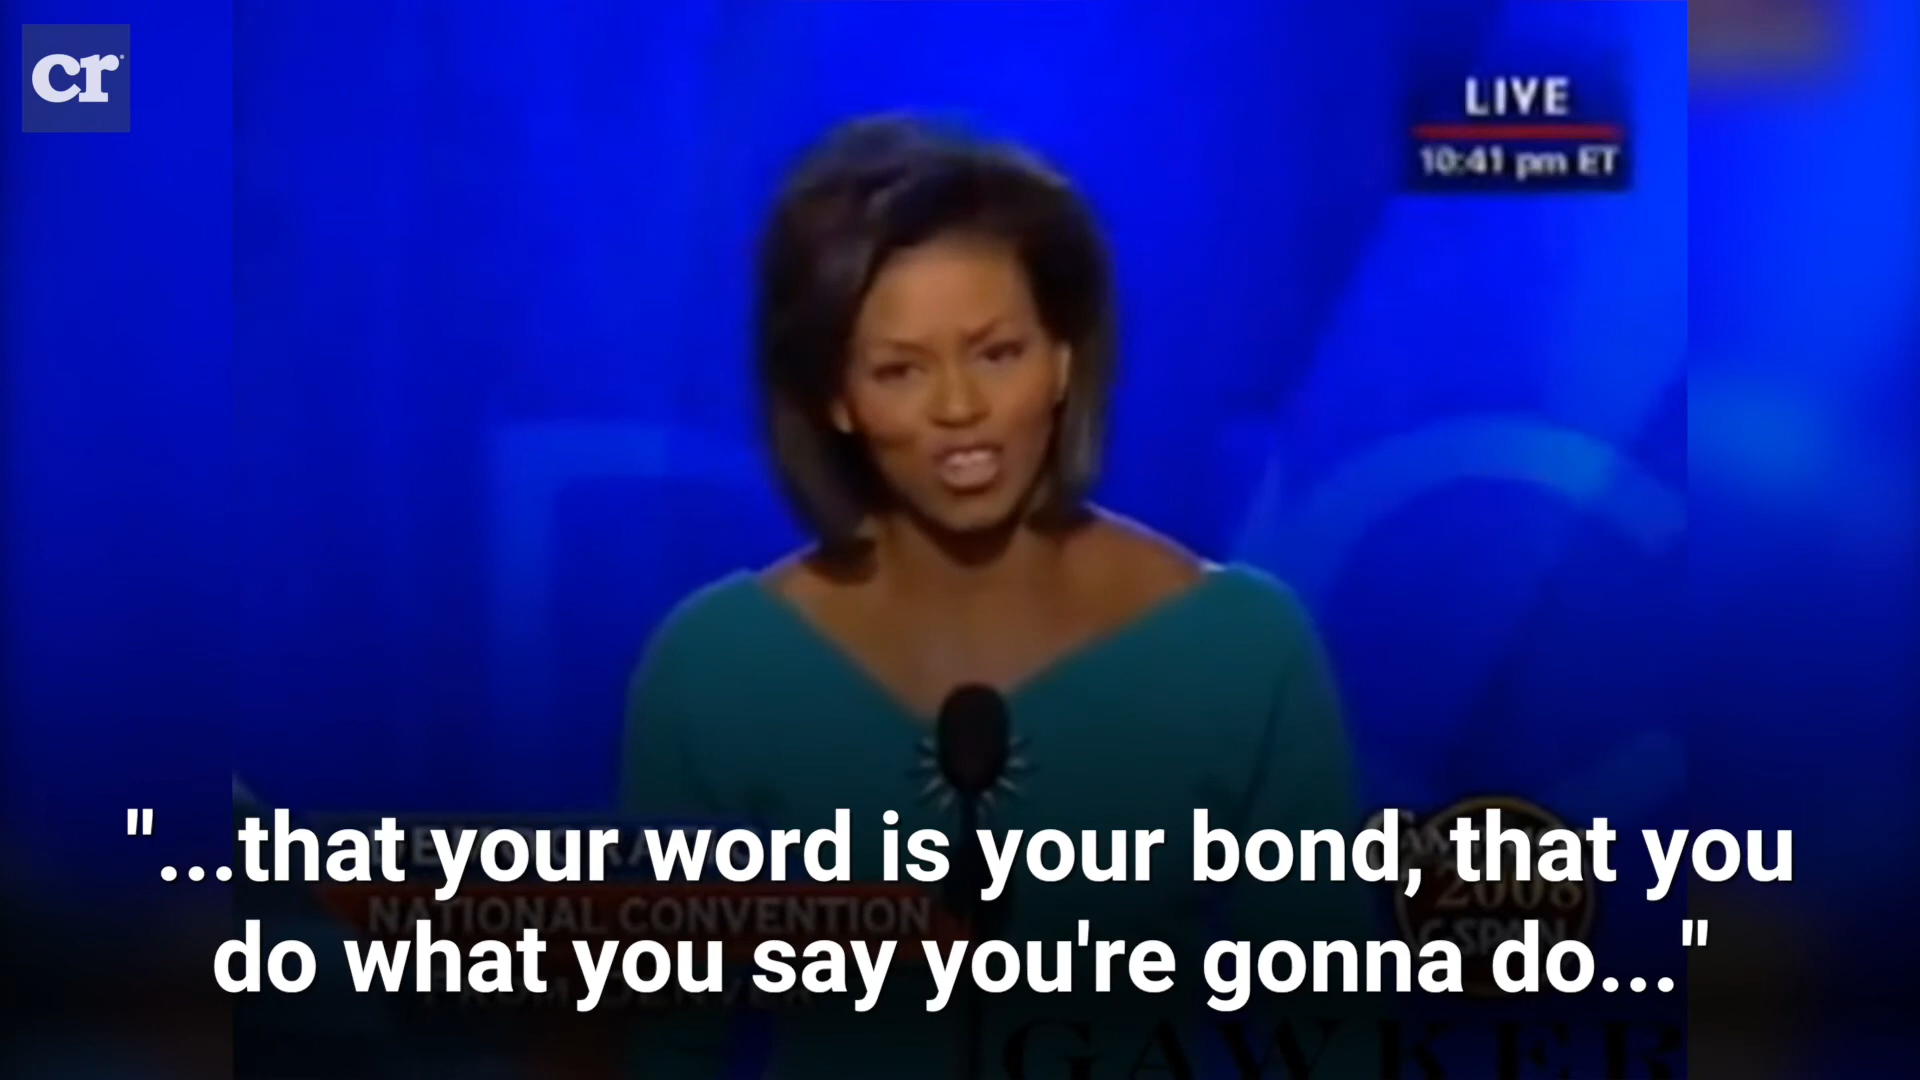 cr
LIVE
10:41 pm ET
"...that your word is your bond, that you
do what you say you're gonna do..."
NATIONAL CONVENTION
2008
C-SPAN
GAWKER